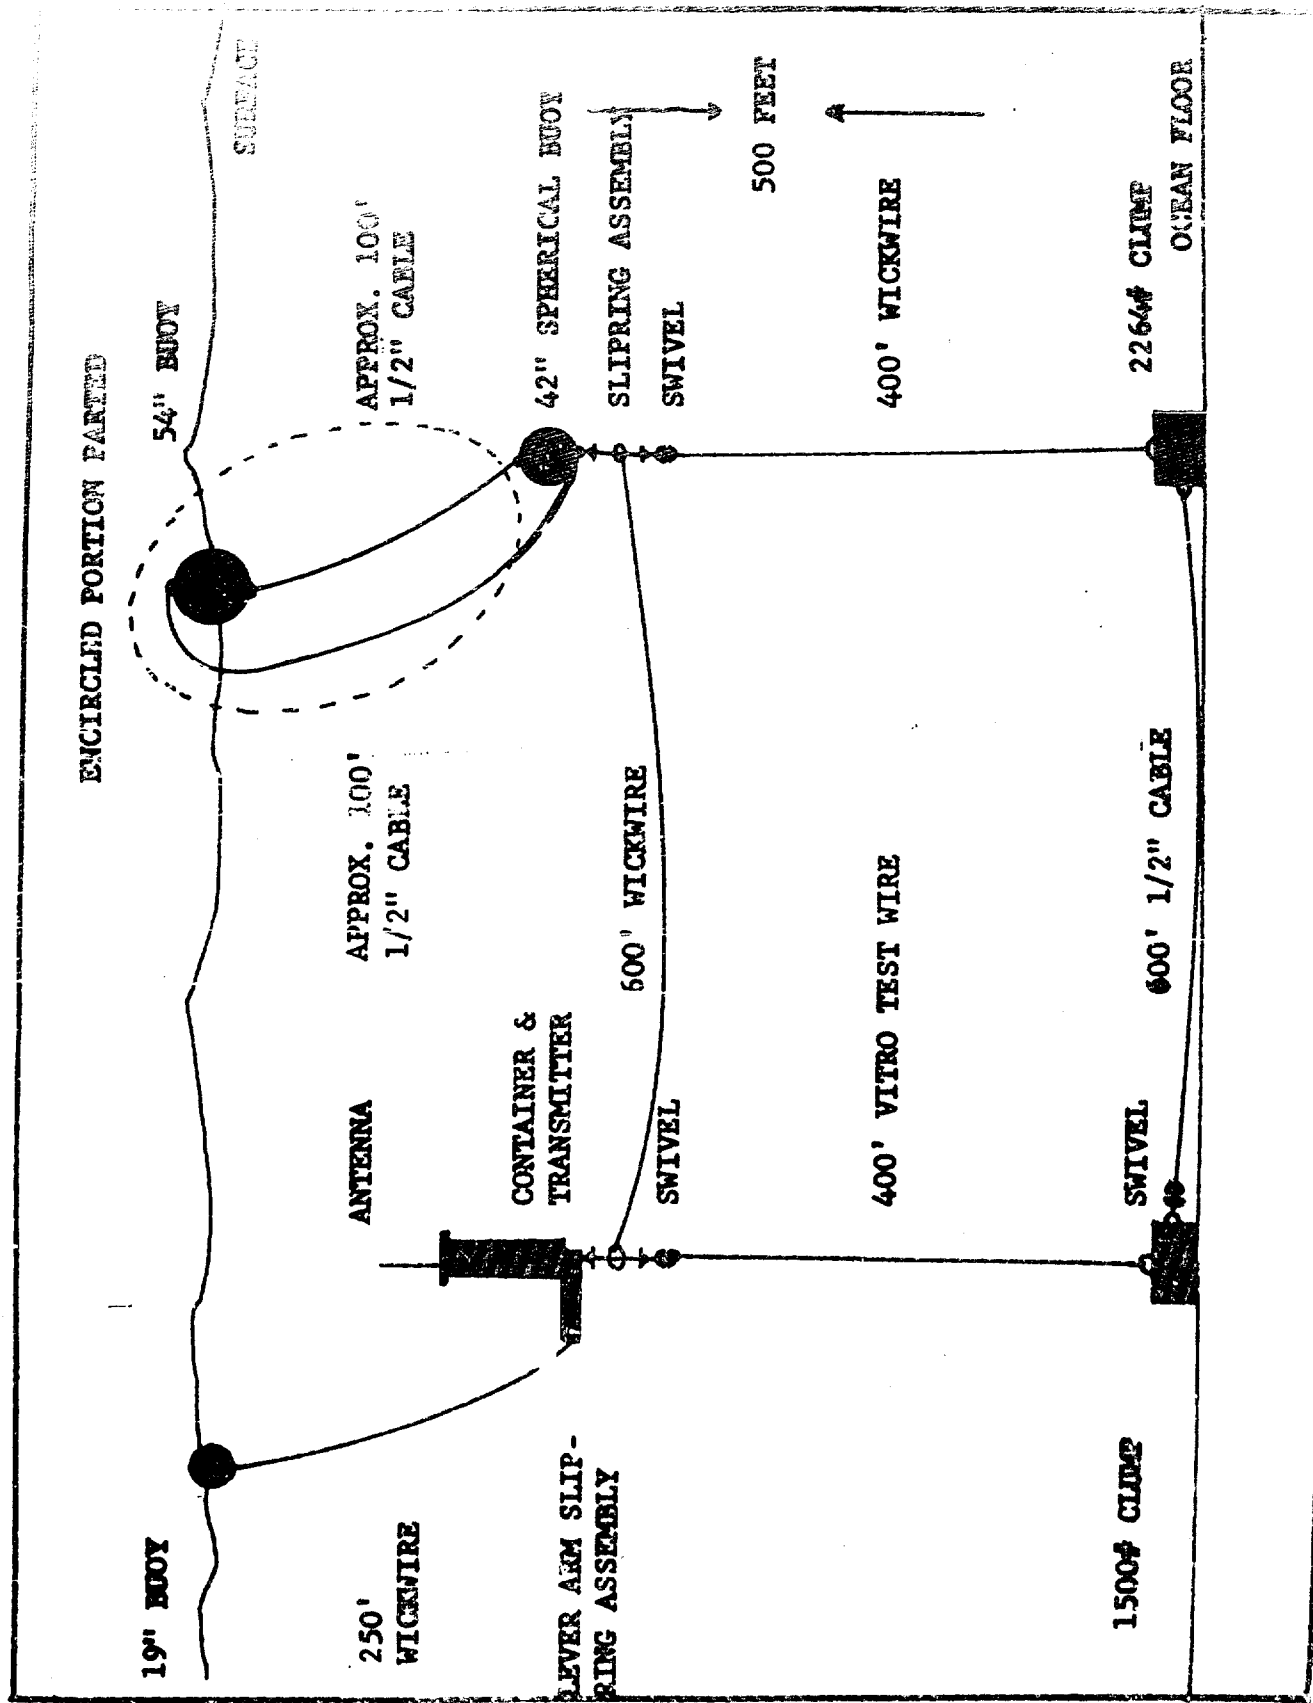 ENCIRCLED PORTION PARTED
19" BUOY
54" BUOY
SURFACE
250'
WICKWIRE
ANTENNA
APPROX. 100'
1/2" CABLE
APPROX. 100'
1/2" CABLE
CONTAINER &
TRANSMITTER
42" SPHERICAL BUOY
LEVER ARM SLIP-
RING ASSEMBLY
600' WICKWIRE
SLIPRING ASSEMBLY
SWIVEL
SWIVEL
500 FEET
400' VITRO TEST WIRE
400' WICKWIRE
1500# CLUMP
SWIVEL
600' 1/2" CABLE
2264# CLUMP
OCEAN FLOOR